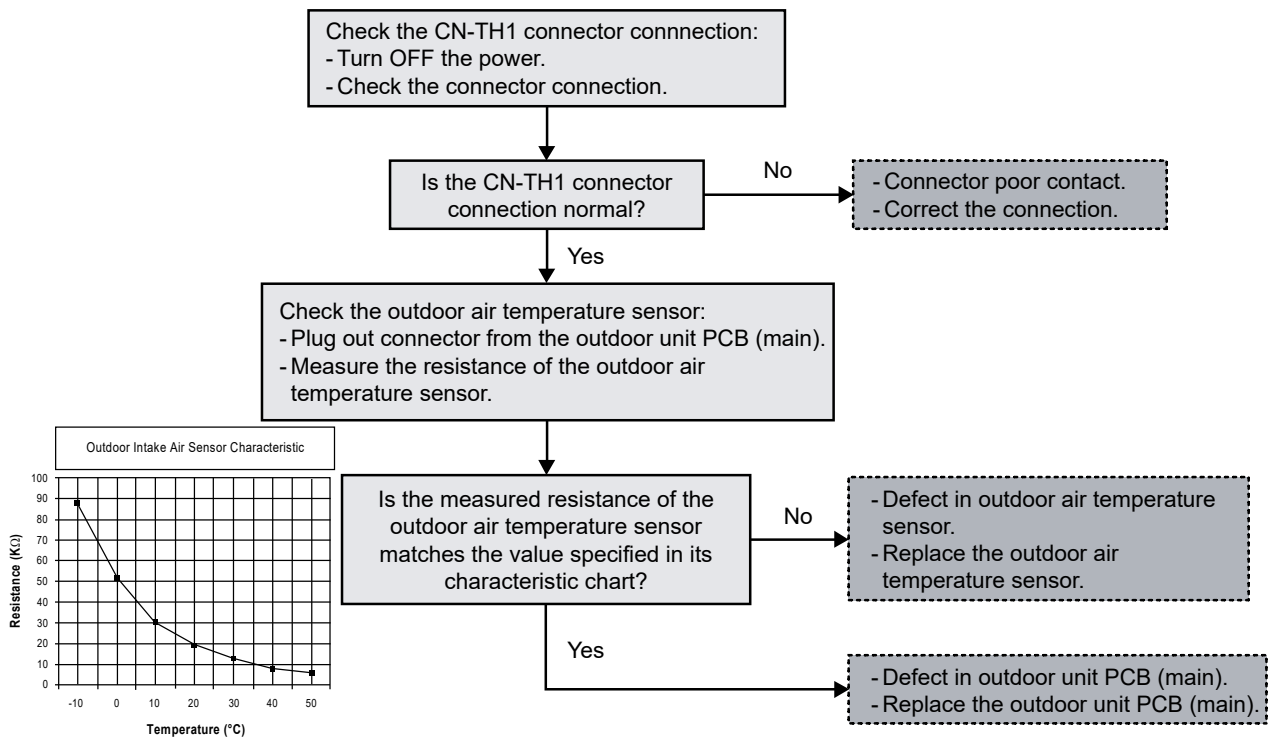 Check the CN-TH1 connector connnection:
- Turn OFF the power.
- Check the connector connection.
Is the CN-TH1 connector
connection normal?
No
- Connector poor contact.
- Correct the connection.
Yes
Check the outdoor air temperature sensor:
- Plug out connector from the outdoor unit PCB (main).
- Measure the resistance of the outdoor air
temperature sensor.
Outdoor Intake Air Sensor Characteristic
Resistance (KΩ)
100
90
80
70
60
50
40
30
20
10
0
-10 0 10 20 30 40 50
Temperature (°C)
Is the measured resistance of the
outdoor air temperature sensor
matches the value specified in its
characteristic chart?
No
- Defect in outdoor air temperature
sensor.
- Replace the outdoor air
temperature sensor.
Yes
- Defect in outdoor unit PCB (main).
- Replace the outdoor unit PCB (main).